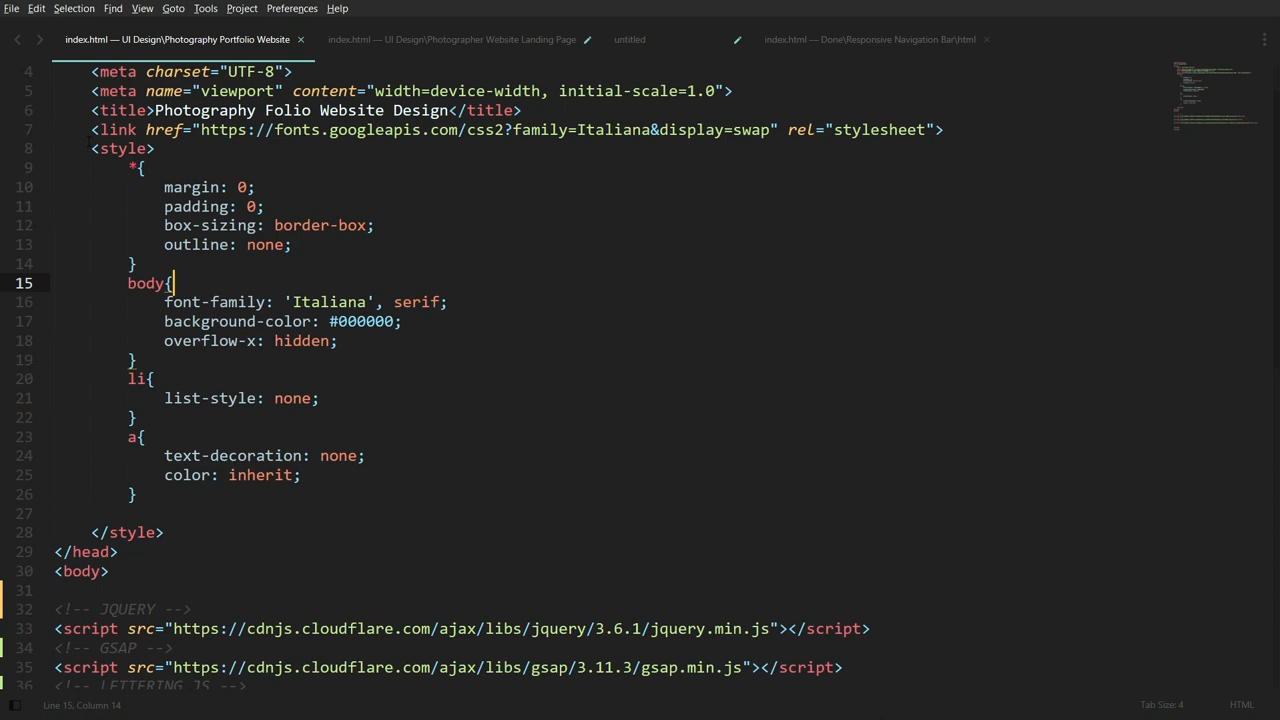 File Edit Selection Find View Goto Tools Project Preferences Help
index.html — UI Design\Photography Portfolio Website × index.html — UI Design\Photographer Website Landing Page untitled index.html — Done\Responsive Navigation Bar\html ×
4 <meta charset="UTF-8">
5 <meta name="viewport" content="width=device-width, initial-scale=1.0">
6 <title>Photography Folio Website Design</title>
7 <link href="https://fonts.googleapis.com/css2?family=Italiana&display=swap" rel="stylesheet">
8 <style>
9 *{
10 margin: 0;
11 padding: 0;
12 box-sizing: border-box;
13 outline: none;
14 }
15 body{
16 font-family: 'Italiana', serif;
17 background-color: #000000;
18 overflow-x: hidden;
19 }
20 li{
21 list-style: none;
22 }
23 a{
24 text-decoration: none;
25 color: inherit;
26 }
27
28 </style>
29 </head>
30 <body>
31
32 <!-- JQUERY -->
33 <script src="https://cdnjs.cloudflare.com/ajax/libs/jquery/3.6.1/jquery.min.js"></script>
34 <!-- GSAP -->
35 <script src="https://cdnjs.cloudflare.com/ajax/libs/gsap/3.11.3/gsap.min.js"></script>
36 <!-- LETTERING JS -->
Line 15, Column 14 Tab Size: 4 HTML